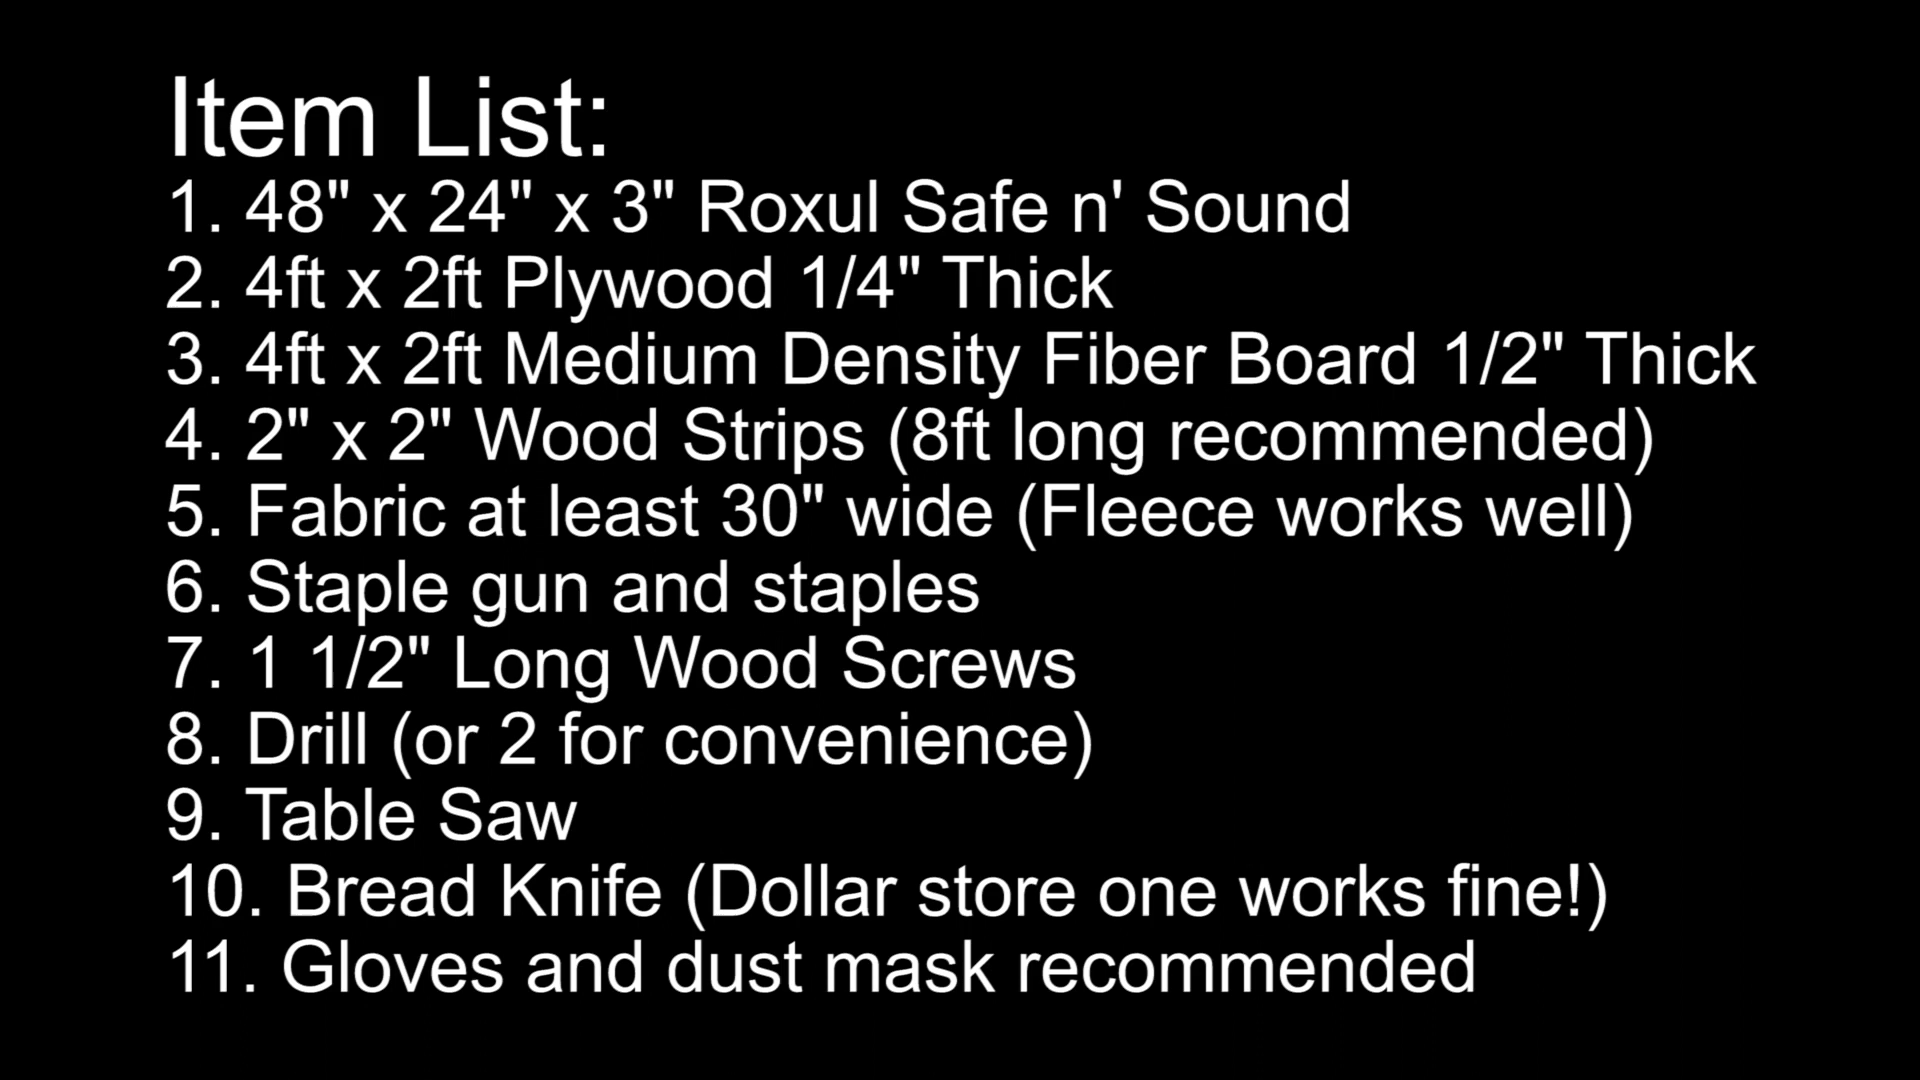 Item List:
1. 48" x 24" x 3" Roxul Safe n' Sound
2. 4ft x 2ft Plywood 1/4" Thick
3. 4ft x 2ft Medium Density Fiber Board 1/2" Thick
4. 2" x 2" Wood Strips (8ft long recommended)
5. Fabric at least 30" wide (Fleece works well)
6. Staple gun and staples
7. 1 1/2" Long Wood Screws
8. Drill (or 2 for convenience)
9. Table Saw
10. Bread Knife (Dollar store one works fine!)
11. Gloves and dust mask recommended